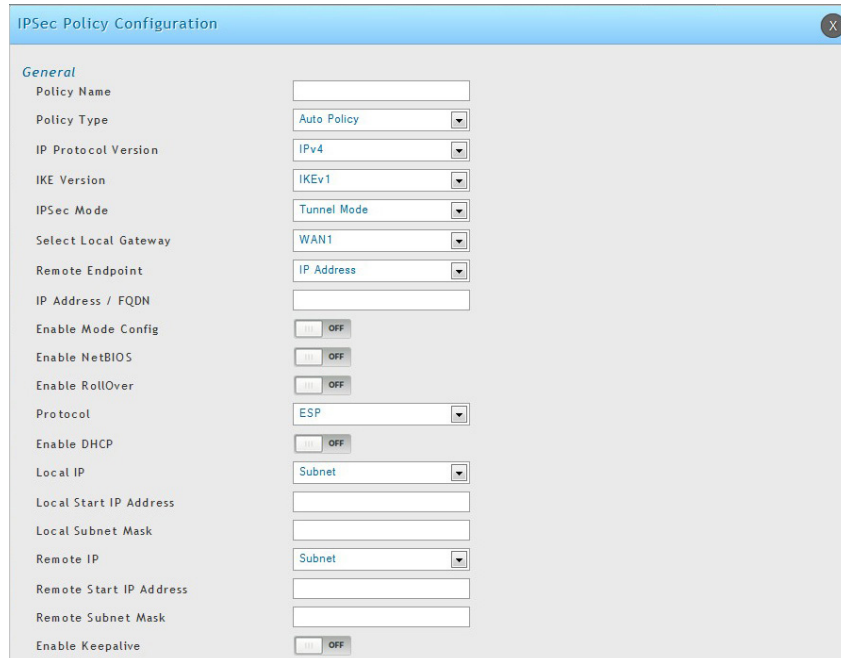 IPSec Policy Configuration
X
General
Policy Name
Policy Type Auto Policy
IP Protocol Version IPv4
IKE Version IKEv1
IPSec Mode Tunnel Mode
Select Local Gateway WAN1
Remote Endpoint IP Address
IP Address / FQDN
Enable Mode Config OFF
Enable NetBIOS OFF
Enable RollOver OFF
Protocol ESP
Enable DHCP OFF
Local IP Subnet
Local Start IP Address
Local Subnet Mask
Remote IP Subnet
Remote Start IP Address
Remote Subnet Mask
Enable Keepalive OFF